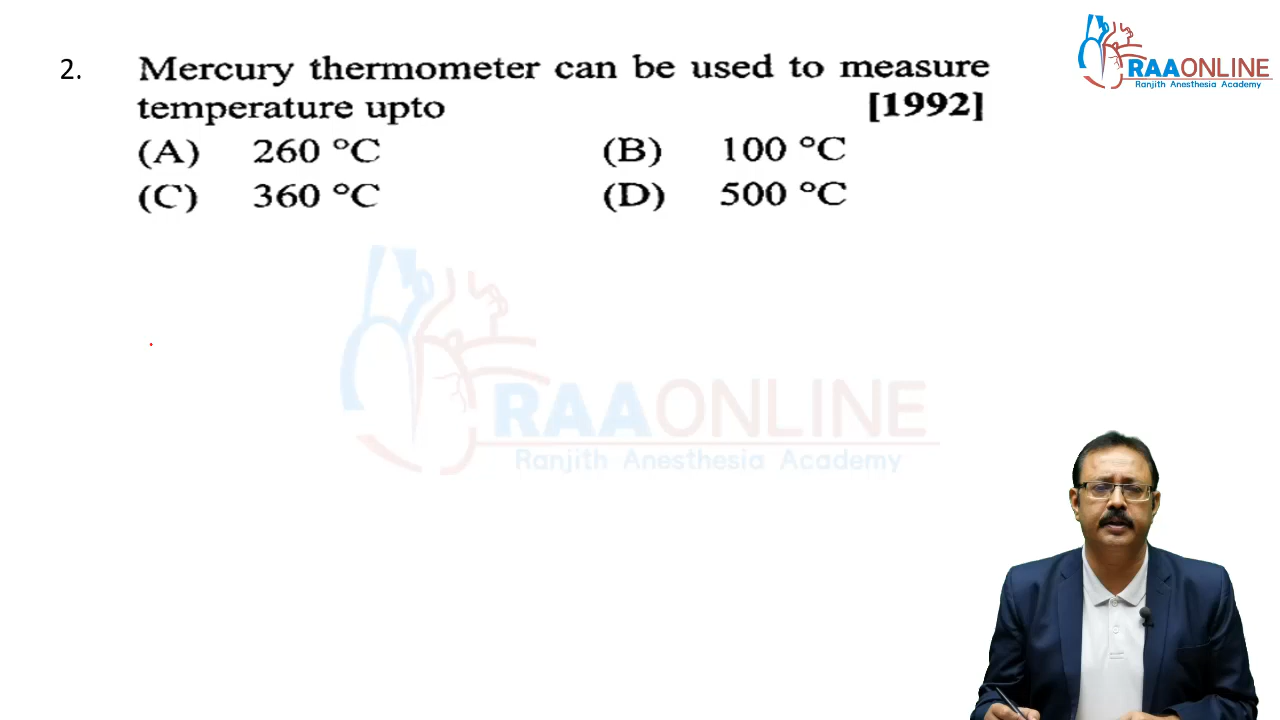 RAAONLINE
Ranjith Anesthesia Academy
2. Mercury thermometer can be used to measure
temperature upto [1992]
(A) 260 °C (B) 100 °C
(C) 360 °C (D) 500 °C
RAAONLINE
Ranjith Anesthesia Academy